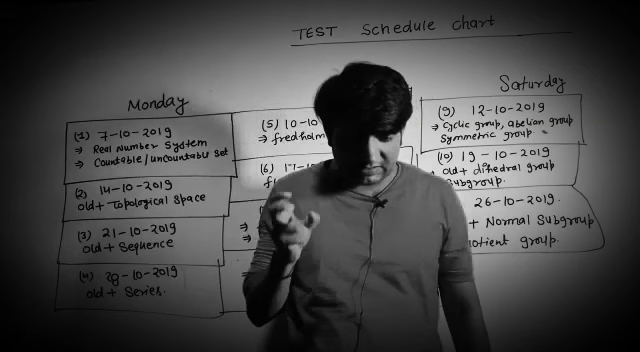 TEST Schedule chart
Monday
(1) 7-10-2019
⇒ Real Number System
⇒ Countable/uncountable set
(2) 14-10-2019
old + Topological Space
(3) 21-10-2019
Old + Sequence
(4) 28-10-2019
old + Series.
(5) 10-10
⇒ fredholm
(6) 17-1
⇒
⇒
Saturday
(9) 12-10-2019
⇒ Cyclic group, abelian group
Symmetric group
(10) 19-10-2019
old + dihedral group
Subgroup.
26-10-2019.
+ Normal Subgroup
otient group.